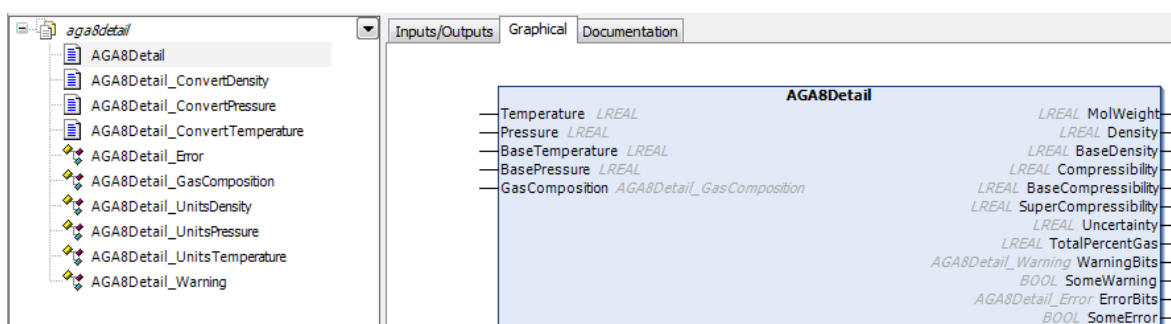 aga8detail
AGA8Detail
AGA8Detail_ConvertDensity
AGA8Detail_ConvertPressure
AGA8Detail_ConvertTemperature
AGA8Detail_Error
AGA8Detail_GasComposition
AGA8Detail_UnitsDensity
AGA8Detail_UnitsPressure
AGA8Detail_UnitsTemperature
AGA8Detail_Warning
Inputs/Outputs Graphical Documentation
AGA8Detail
Temperature LREAL
Pressure LREAL
BaseTemperature LREAL
BasePressure LREAL
GasComposition AGA8Detail_GasComposition
LREAL MolWeight
LREAL Density
LREAL BaseDensity
LREAL Compressibility
LREAL BaseCompressibility
LREAL SuperCompressibility
LREAL Uncertainty
LREAL TotalPercentGas
AGA8Detail_Warning WarningBits
BOOL SomeWarning
AGA8Detail_Error ErrorBits
BOOL SomeError